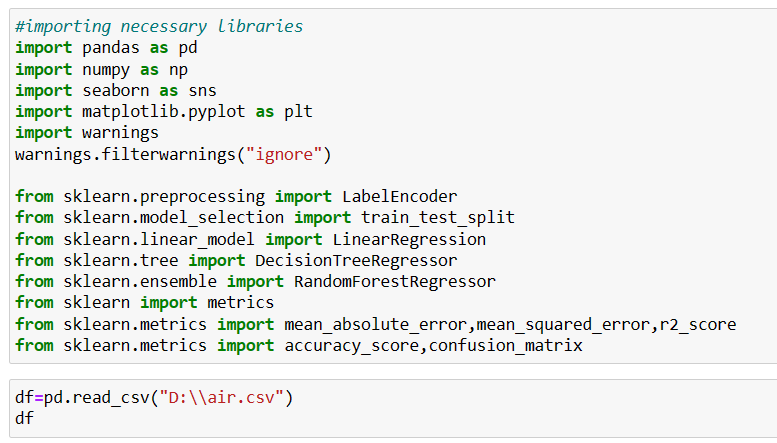 #importing necessary libraries
import pandas as pd
import numpy as np
import seaborn as sns
import matplotlib.pyplot as plt
import warnings
warnings.filterwarnings("ignore")
from sklearn.preprocessing import LabelEncoder
from sklearn.model_selection import train_test_split
from sklearn.linear_model import LinearRegression
from sklearn.tree import DecisionTreeRegressor
from sklearn.ensemble import RandomForestRegressor
from sklearn import metrics
from sklearn.metrics import mean_absolute_error,mean_squared_error,r2_score
from sklearn.metrics import accuracy_score,confusion_matrix
df=pd.read_csv("D:\\air.csv")
df